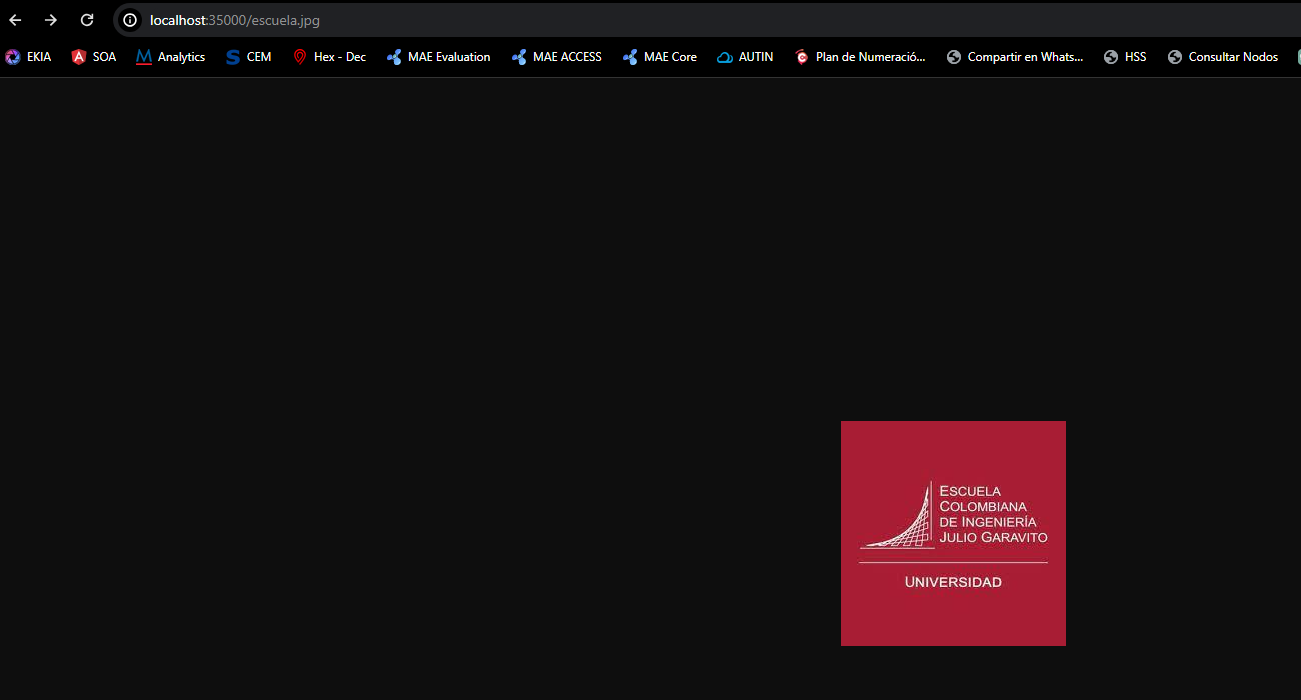 localhost:35000/escuela.jpg
EKIA SOA Analytics CEM Hex - Dec MAE Evaluation MAE ACCESS MAE Core AUTIN Plan de Numeració... Compartir en Whats... HSS Consultar Nodos
ESCUELA
COLOMBIANA
DE INGENIERÍA
JULIO GARAVITO
UNIVERSIDAD